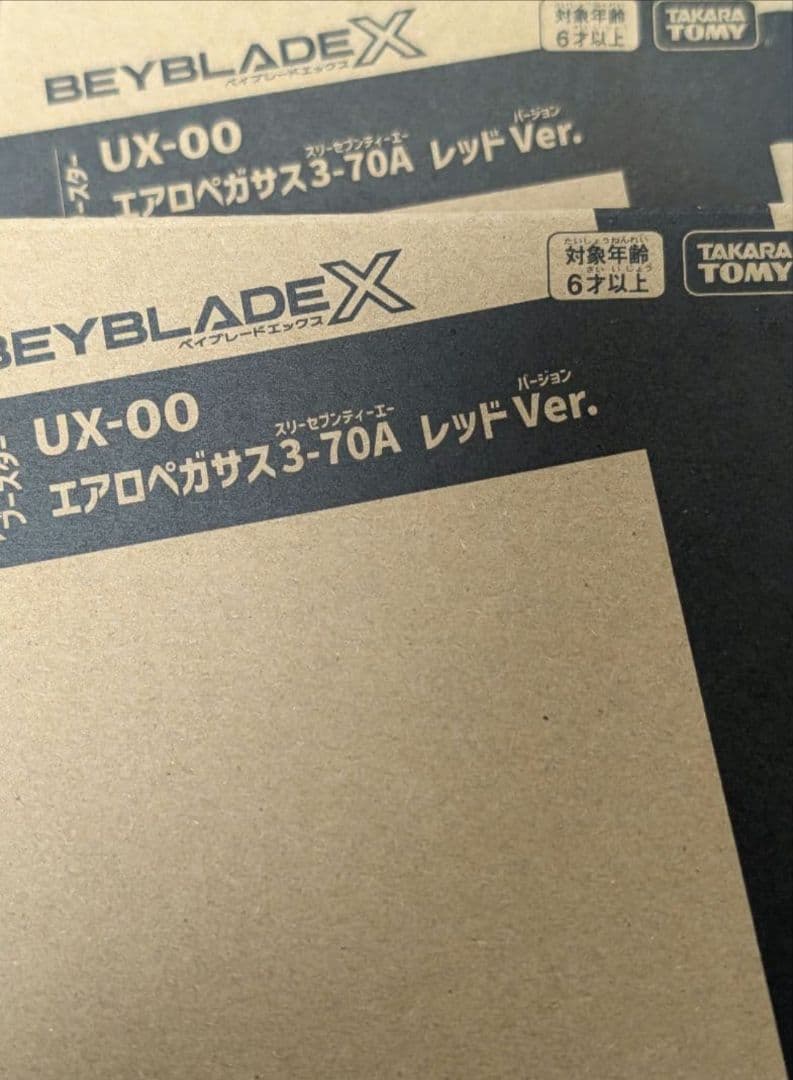 BEYBLADE X
ベイブレードエックス
対象年齢
6才以上
TAKARA
TOMY
UX-00
バージョン
スリーセブンティーエー
エアロペガサス3-70A レッド Ver.
BEYBLADE X
ベイブレードエックス
たいしょうねんれい
対象年齢
さい いじょう
6才以上
TAKARA
TOMY
UX-00
バージョン
スリーセブンティーエー
エアロペガサス3-70A レッド Ver.